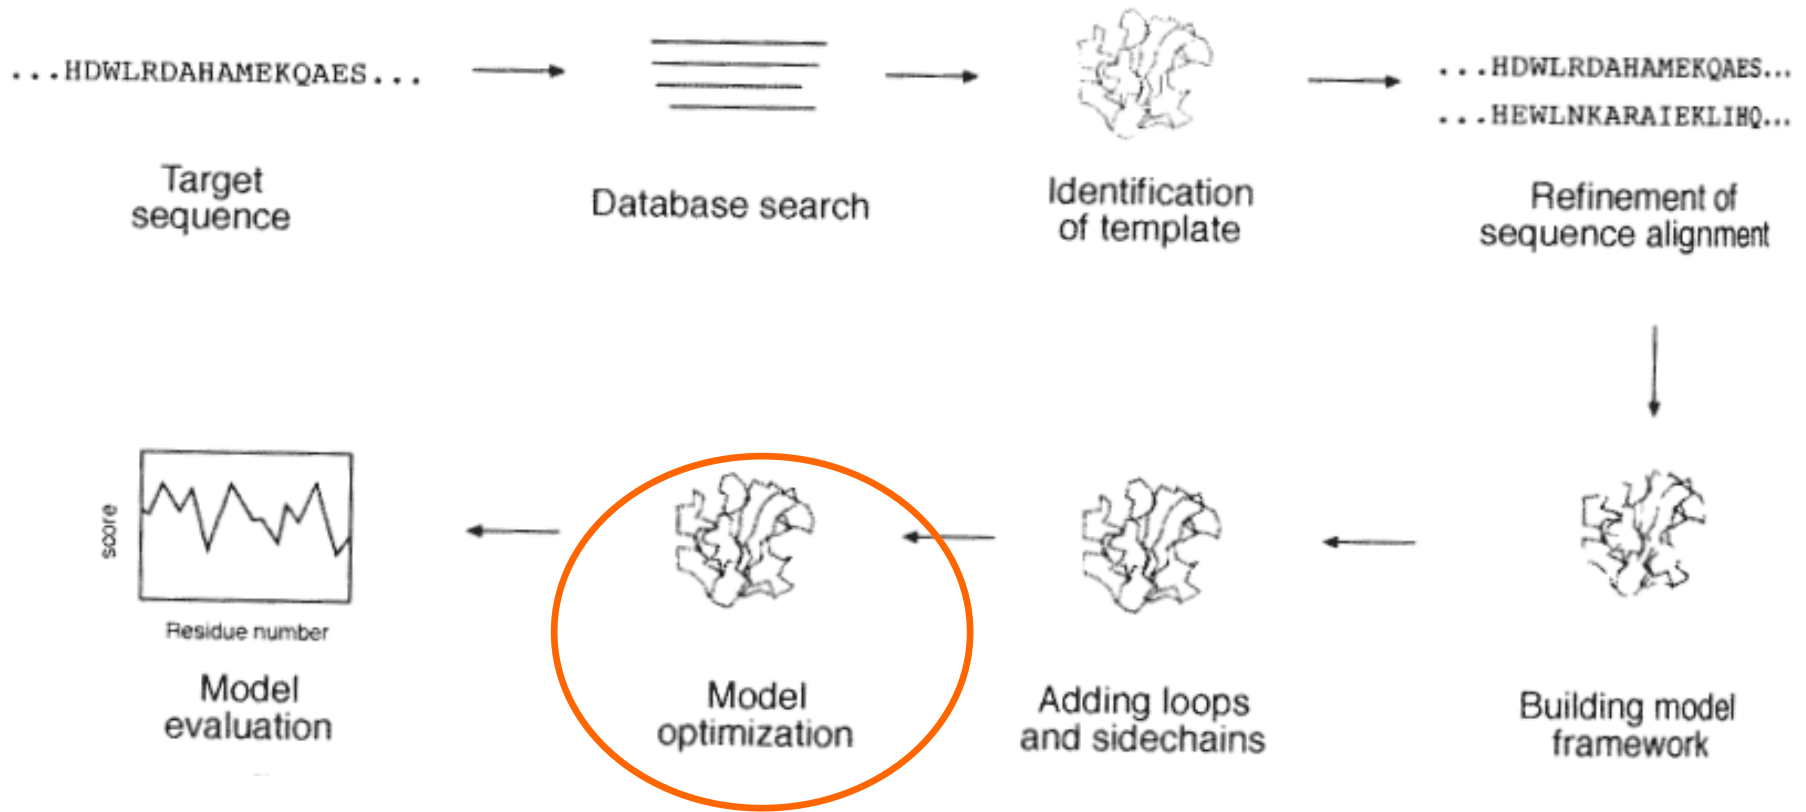 ...HDWLRDAHAMEKQAES...
Target
sequence
Database search
Identification
of template
...HDWLRDAHAMEKQAES...
...HEWLNKARAIEKLIHQ...
Refinement of
sequence alignment
Building model
framework
Adding loops
and sidechains
Model
optimization
score
Residue number
Model
evaluation